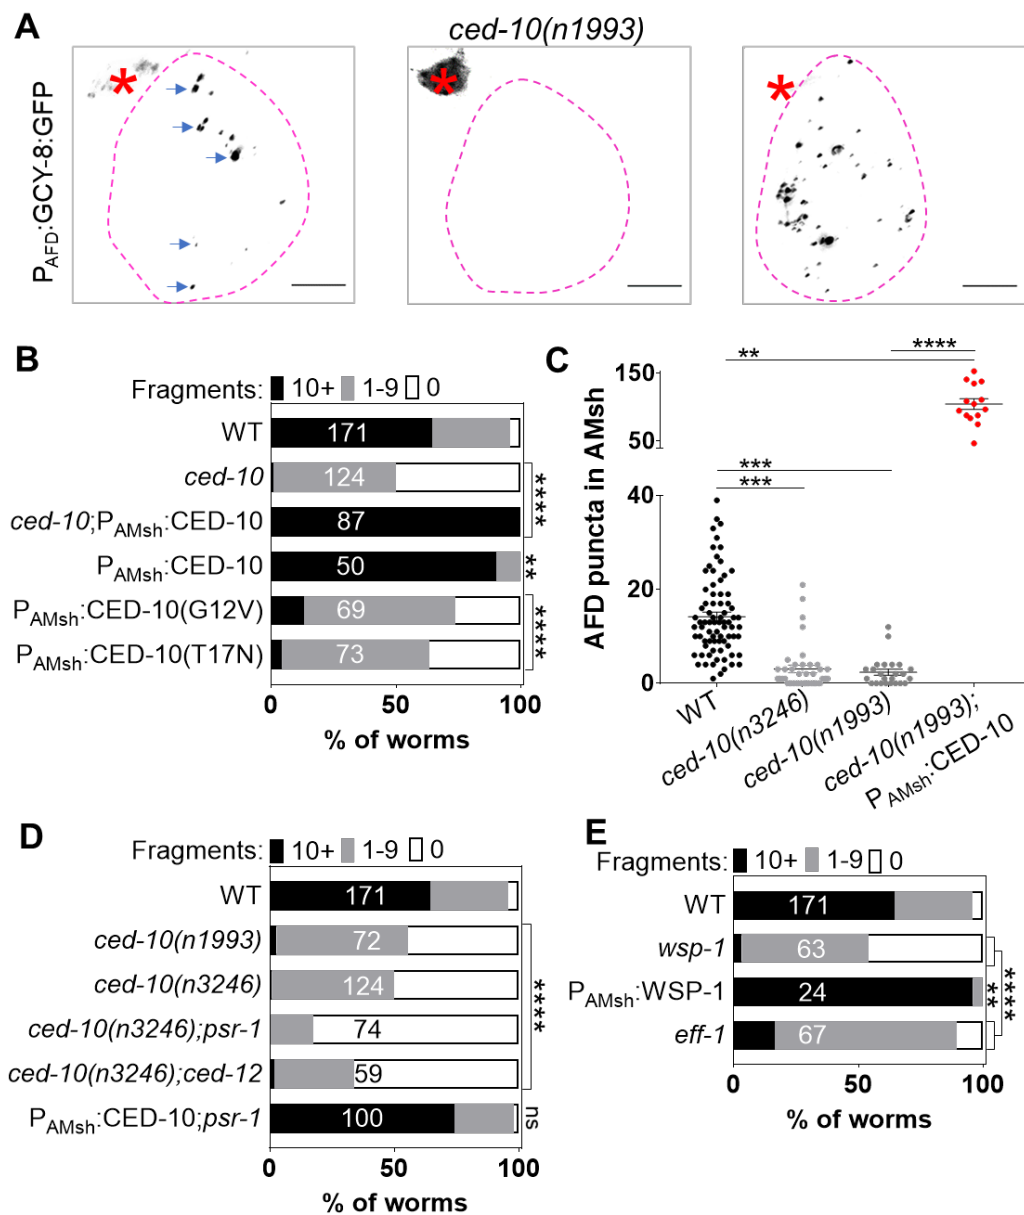 A
ced-10(n1993)
PAFD:GCY-8:GFP
*
*
*
B
Fragments: 10+ 1-9 0
WT 171
ced-10 124
ced-10;PAMsh:CED-10 87
PAMsh:CED-10 50
PAMsh:CED-10(G12V) 69
PAMsh:CED-10(T17N) 73
****
**
****
0 50 100
% of worms
C
****
**
***
***
150
50
40
20
0
AFD puncta in AMsh
WT
ced-10(n3246)
ced-10(n1993)
ced-10(n1993);
PAMsh:CED-10
D
Fragments: 10+ 1-9 0
WT 171
ced-10(n1993) 72
ced-10(n3246) 124
ced-10(n3246);psr-1 74
ced-10(n3246);ced-12 59
PAMsh:CED-10;psr-1 100
****
ns
0 50 100
% of worms
E
Fragments: 10+ 1-9 0
WT 171
wsp-1 63
PAMsh:WSP-1 24
eff-1 67
**
****
0 50 100
% of worms